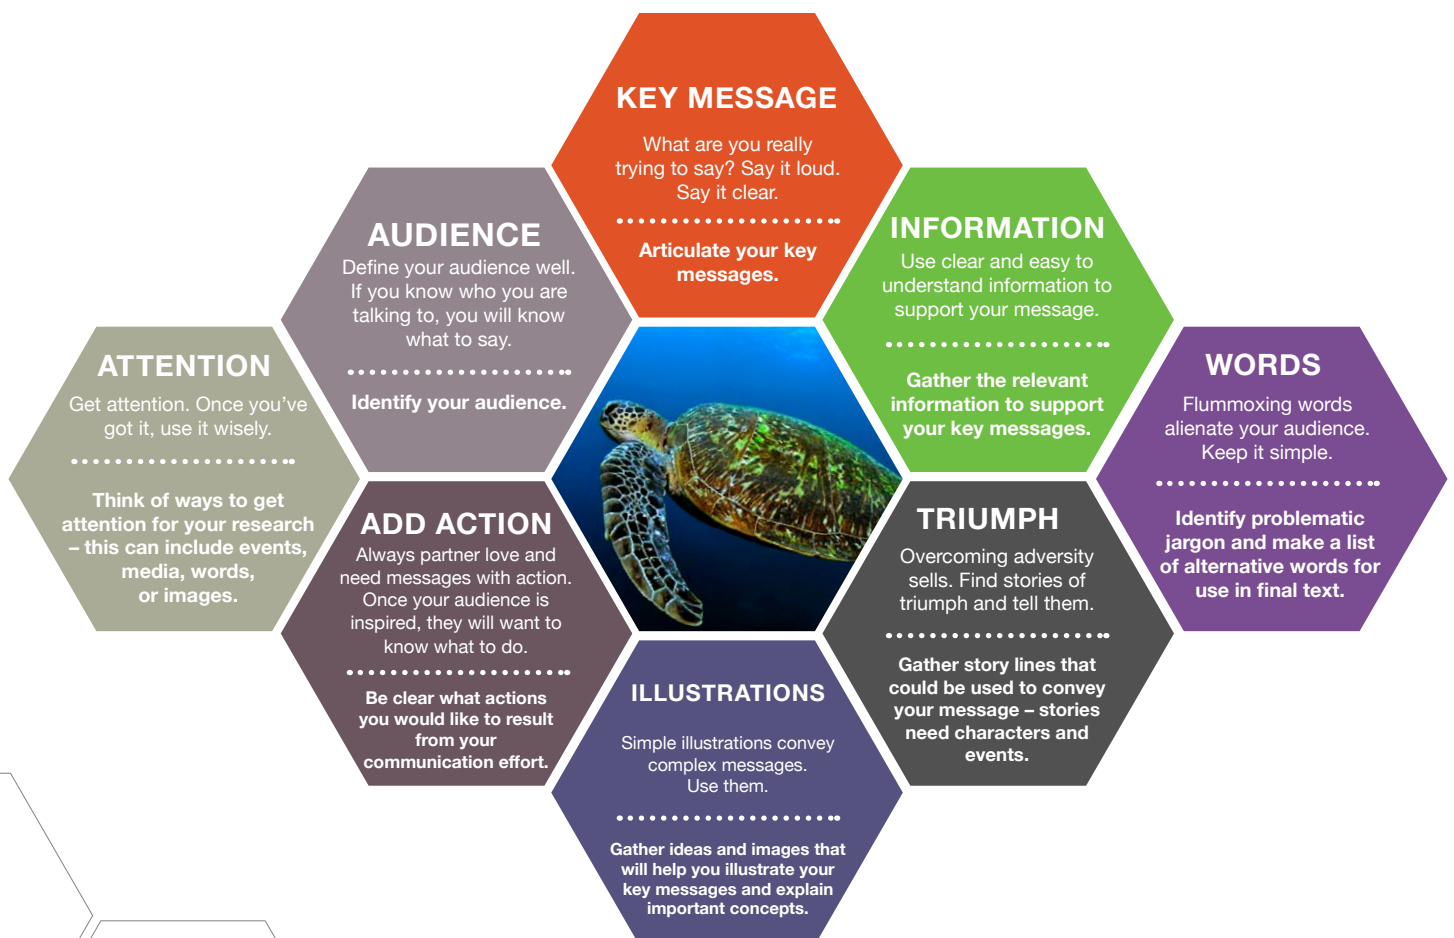 KEY MESSAGE
What are you really
trying to say? Say it loud.
Say it clear.
Articulate your key
messages.
AUDIENCE
Define your audience well.
If you know who you are
talking to, you will know
what to say.
Identify your audience.
INFORMATION
Use clear and easy to
understand information to
support your message.
Gather the relevant
information to support
your key messages.
ATTENTION
Get attention. Once you’ve
got it, use it wisely.
Think of ways to get
attention for your research
– this can include events,
media, words,
or images.
WORDS
Flummoxing words
alienate your audience.
Keep it simple.
Identify problematic
jargon and make a list
of alternative words for
use in final text.
ADD ACTION
Always partner love and
need messages with action.
Once your audience is
inspired, they will want to
know what to do.
Be clear what actions
you would like to result
from your
communication effort.
TRIUMPH
Overcoming adversity
sells. Find stories of
triumph and tell them.
Gather story lines that
could be used to convey
your message – stories
need characters and
events.
ILLUSTRATIONS
Simple illustrations convey
complex messages.
Use them.
Gather ideas and images that
will help you illustrate your
key messages and explain
important concepts.